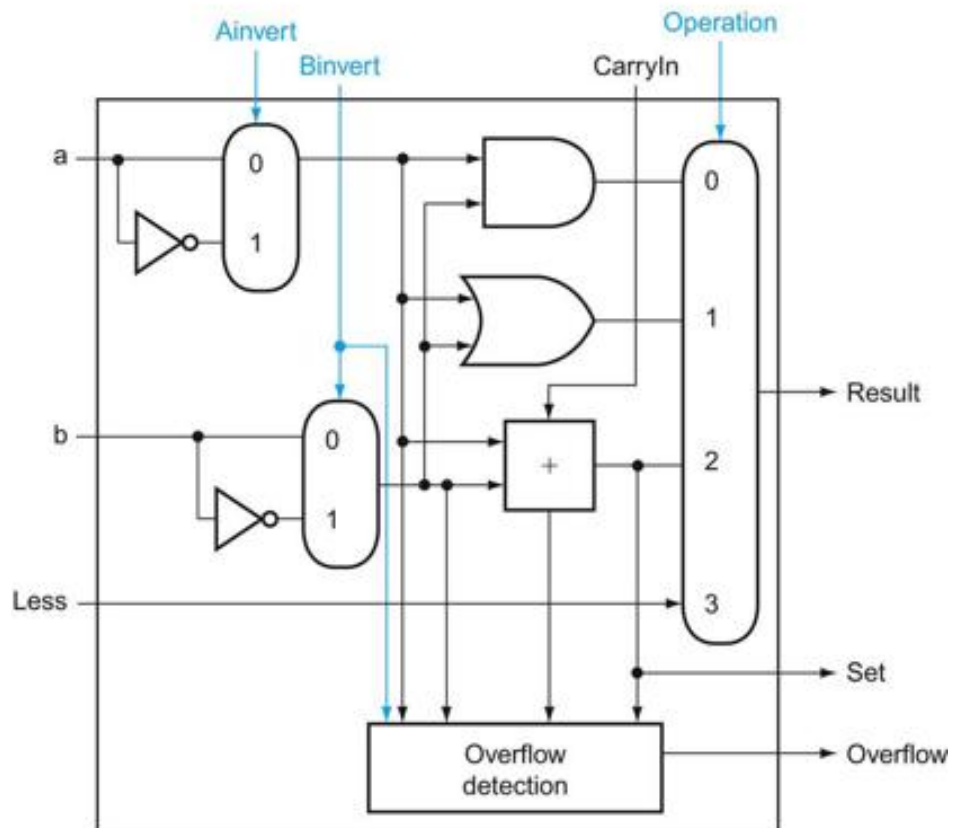 Operation
Ainvert
Binvert
CarryIn
a
0
0
1
1
b
0
+
2
Result
1
Less
3
Set
Overflow
detection
Overflow